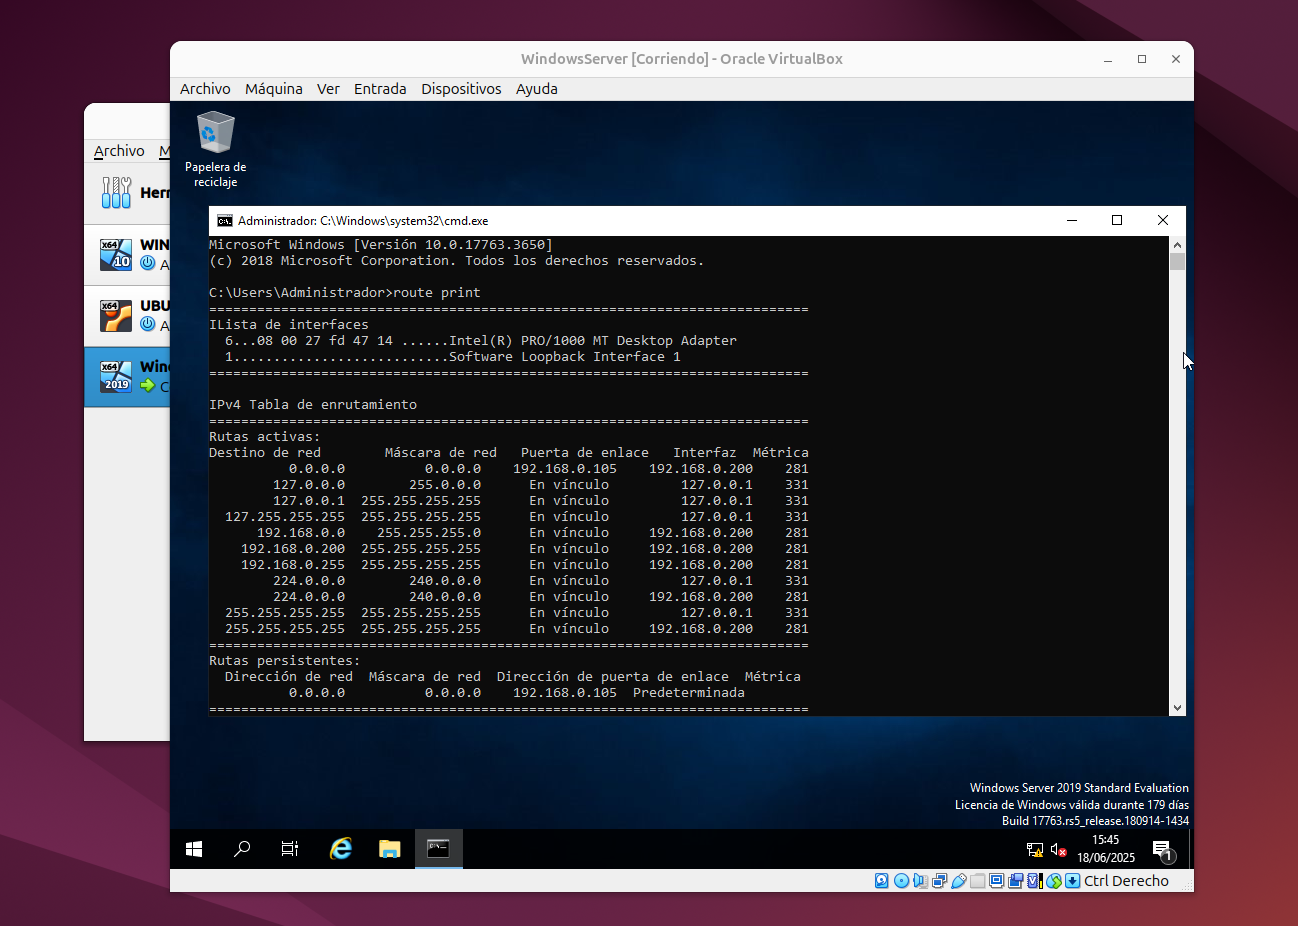 WindowsServer [Corriendo] - Oracle VirtualBox
Archivo Máquina Ver Entrada Dispositivos Ayuda
Archivo M
Herr
x64 10 WIN
A
x64 UBU
A
x64 2019 Wind
C
Papelera de
reciclaje
Administrador: C:\Windows\system32\cmd.exe
Microsoft Windows [Versión 10.0.17763.3650]
(c) 2018 Microsoft Corporation. Todos los derechos reservados.
C:\Users\Administrador>route print
===========================================================================
ILista de interfaces
6...08 00 27 fd 47 14 ......Intel(R) PRO/1000 MT Desktop Adapter
1...........................Software Loopback Interface 1
===========================================================================
IPv4 Tabla de enrutamiento
===========================================================================
Rutas activas:
Destino de red Máscara de red Puerta de enlace Interfaz Métrica
0.0.0.0 0.0.0.0 192.168.0.105 192.168.0.200 281
127.0.0.0 255.0.0.0 En vínculo 127.0.0.1 331
127.0.0.1 255.255.255.255 En vínculo 127.0.0.1 331
127.255.255.255 255.255.255.255 En vínculo 127.0.0.1 331
192.168.0.0 255.255.255.0 En vínculo 192.168.0.200 281
192.168.0.200 255.255.255.255 En vínculo 192.168.0.200 281
192.168.0.255 255.255.255.255 En vínculo 192.168.0.200 281
224.0.0.0 240.0.0.0 En vínculo 127.0.0.1 331
224.0.0.0 240.0.0.0 En vínculo 192.168.0.200 281
255.255.255.255 255.255.255.255 En vínculo 127.0.0.1 331
255.255.255.255 255.255.255.255 En vínculo 192.168.0.200 281
===========================================================================
Rutas persistentes:
Dirección de red Máscara de red Dirección de puerta de enlace Métrica
0.0.0.0 0.0.0.0 192.168.0.105 Predeterminada
===========================================================================
Windows Server 2019 Standard Evaluation
Licencia de Windows válida durante 179 días
Build 17763.rs5_release.180914-1434
15:45
18/06/2025
1
Ctrl Derecho